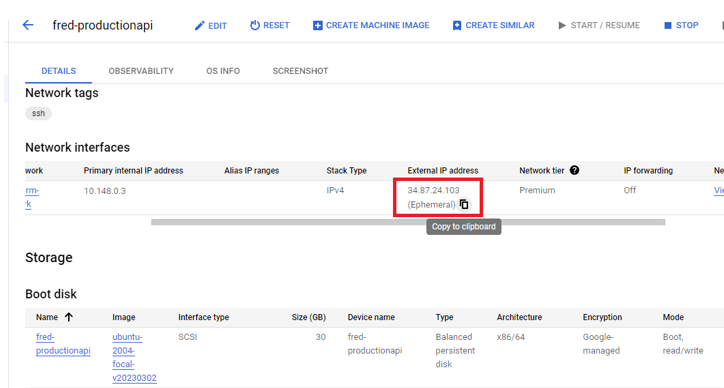 fred-productionapi EDIT RESET CREATE MACHINE IMAGE CREATE SIMILAR START / RESUME STOP
DETAILS OBSERVABILITY OS INFO SCREENSHOT
Network tags
ssh
Network interfaces
work Primary internal IP address Alias IP ranges Stack Type External IP address Network tier ? IP forwarding Ne
rm- 10.148.0.3 IPv4 34.87.24.103 Premium Off Vie
k (Ephemeral)
Copy to clipboard
Storage
Boot disk
Name Image Interface type Size (GB) Device name Type Architecture Encryption Mode
fred- ubuntu- SCSI 30 fred- Balanced x86/64 Google- Boot,
productionapi 2004- productionapi persistent managed read/write
focal- disk
v20230302